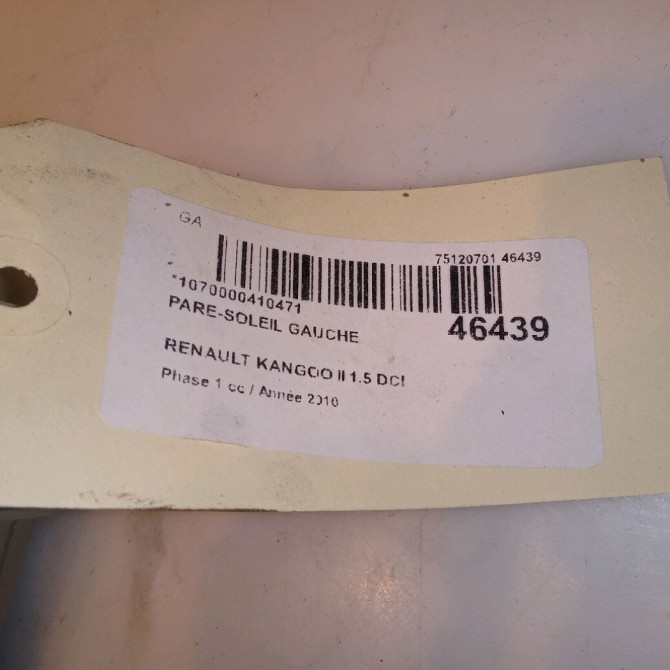 GA
75120701 46439
*1070000410471
46439
PARE-SOLEIL GAUCHE
RENAULT KANGOO II 1.5 DCI
Phase 1 cc / Année 2010